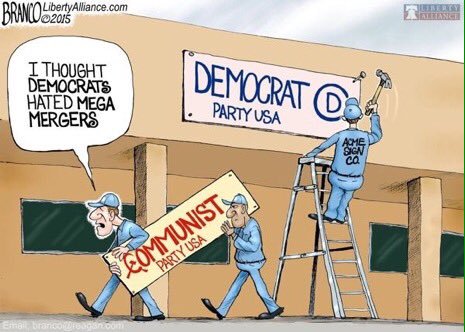 BRANCO
LibertyAlliance.com
©2015
LIBERTY
ALLIANCE
I THOUGHT
DEMOCRATS
HATED MEGA
MERGERS
DEMOCRAT D
PARTY USA
ACME
SIGN
CO.
COMMUNIST
PARTY USA
Email: branco@reagan.com